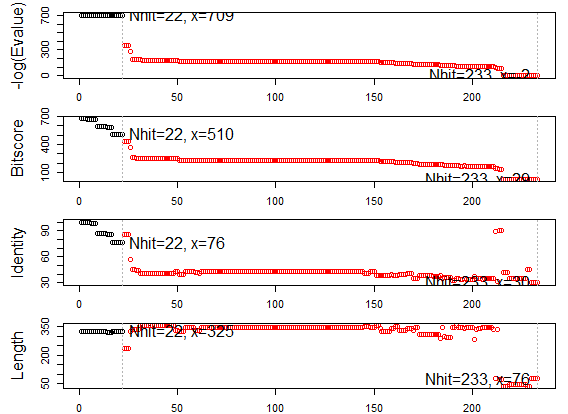 -log(Evalue)
0 300 700
Nhit=22, x=709
Nhit=233, x=2
0 50 100 150 200
Bitscore
100 400 700
Nhit=22, x=510
Nhit=233, x=29
0 50 100 150 200
Identity
30 60 90
Nhit=22, x=76
Nhit=233, x=30
0 50 100 150 200
Length
50 200 350
Nhit=22, x=325
Nhit=233, x=76
0 50 100 150 200